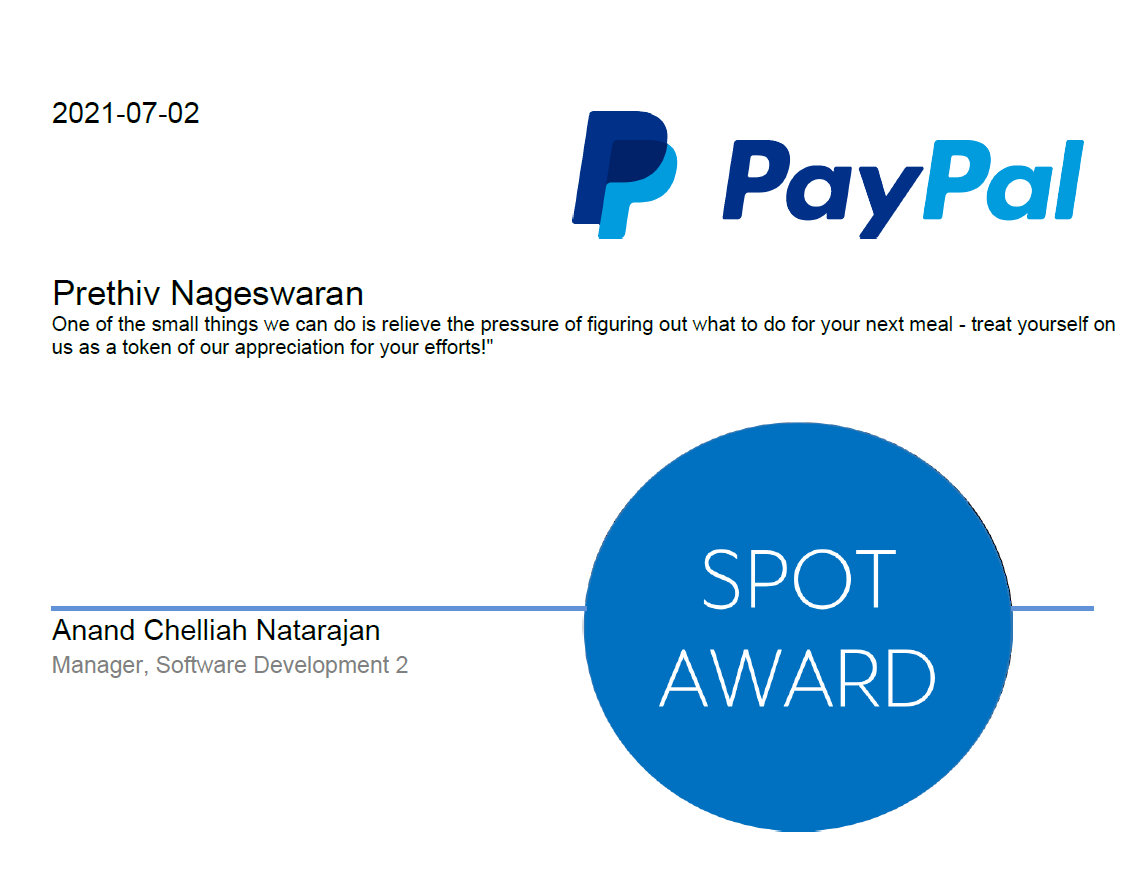 2021-07-02
PayPal
Prethiv Nageswaran
One of the small things we can do is relieve the pressure of figuring out what to do for your next meal - treat yourself on
us as a token of our appreciation for your efforts!"
SPOT
AWARD
Anand Chelliah Natarajan
Manager, Software Development 2